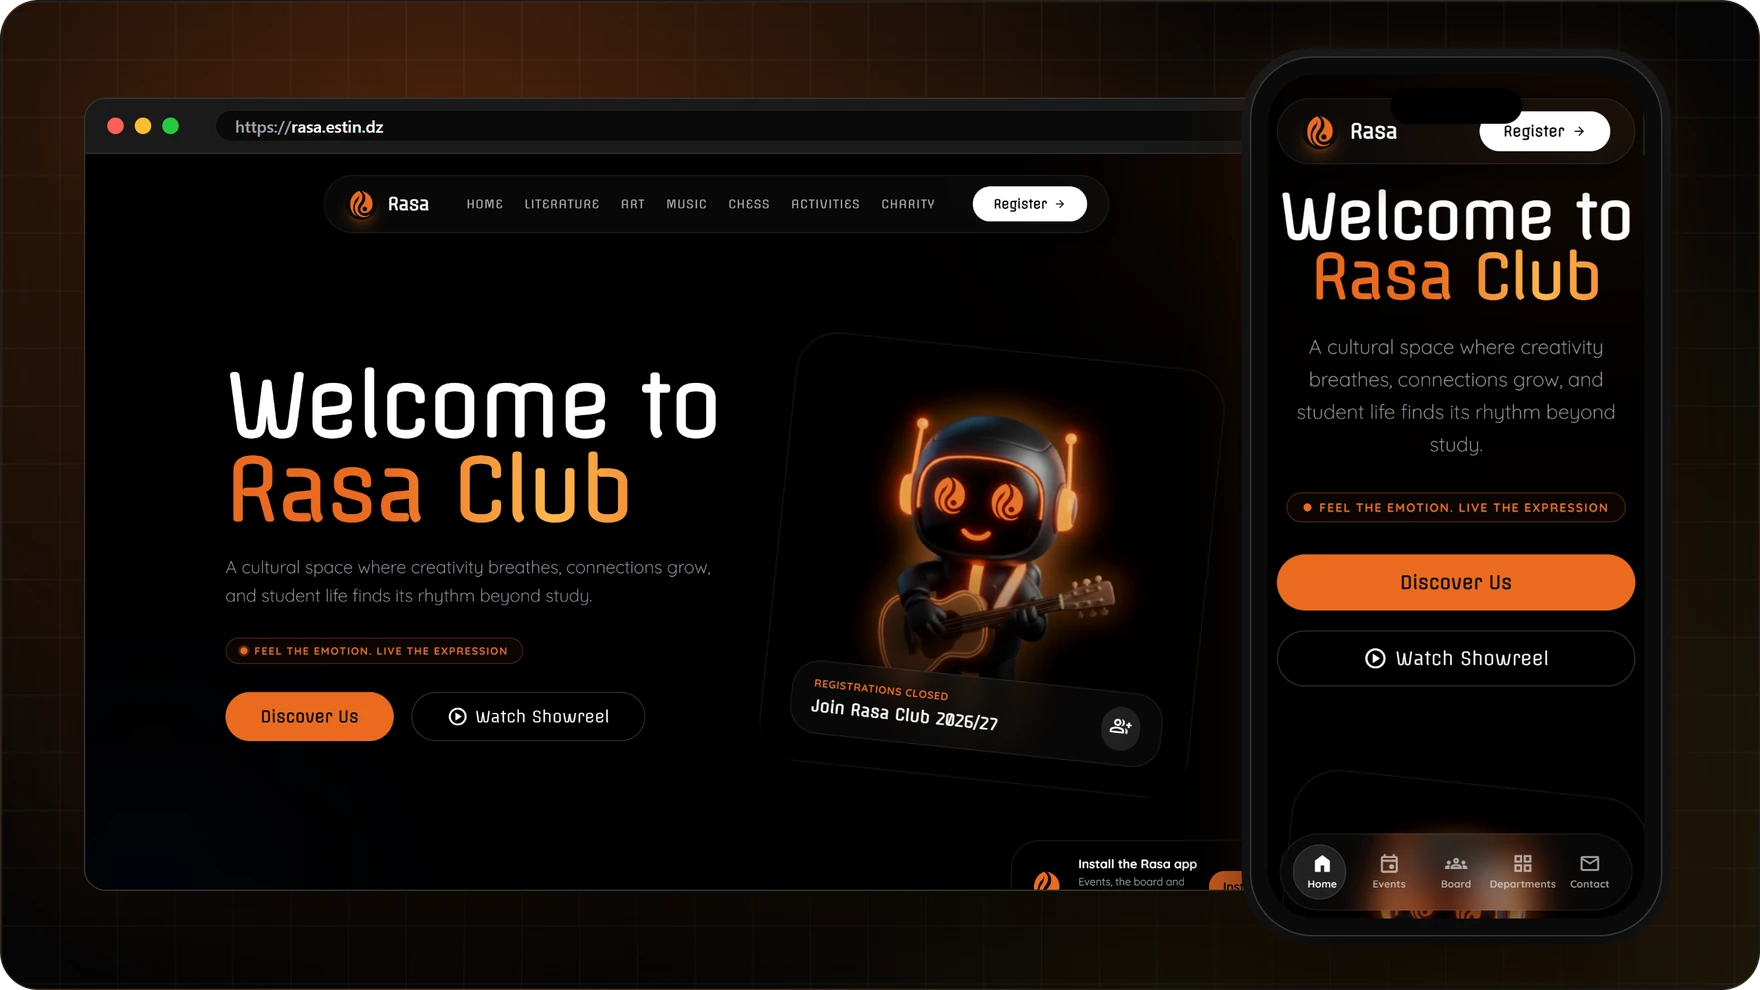 https://rasa.estin.dz
Rasa
HOME LITERATURE ART MUSIC CHESS ACTIVITIES CHARITY
Register →
Welcome to
Rasa Club
A cultural space where creativity breathes, connections grow,
and student life finds its rhythm beyond study.
FEEL THE EMOTION. LIVE THE EXPRESSION
Discover Us
Watch Showreel
REGISTRATIONS CLOSED
Join Rasa Club 2026/27
Install the Rasa app
Events, the board and
Rasa
Register →
Welcome to
Rasa Club
A cultural space where creativity
breathes, connections grow, and
student life finds its rhythm beyond
study.
FEEL THE EMOTION. LIVE THE EXPRESSION
Discover Us
Watch Showreel
Home Events Board Departments Contact